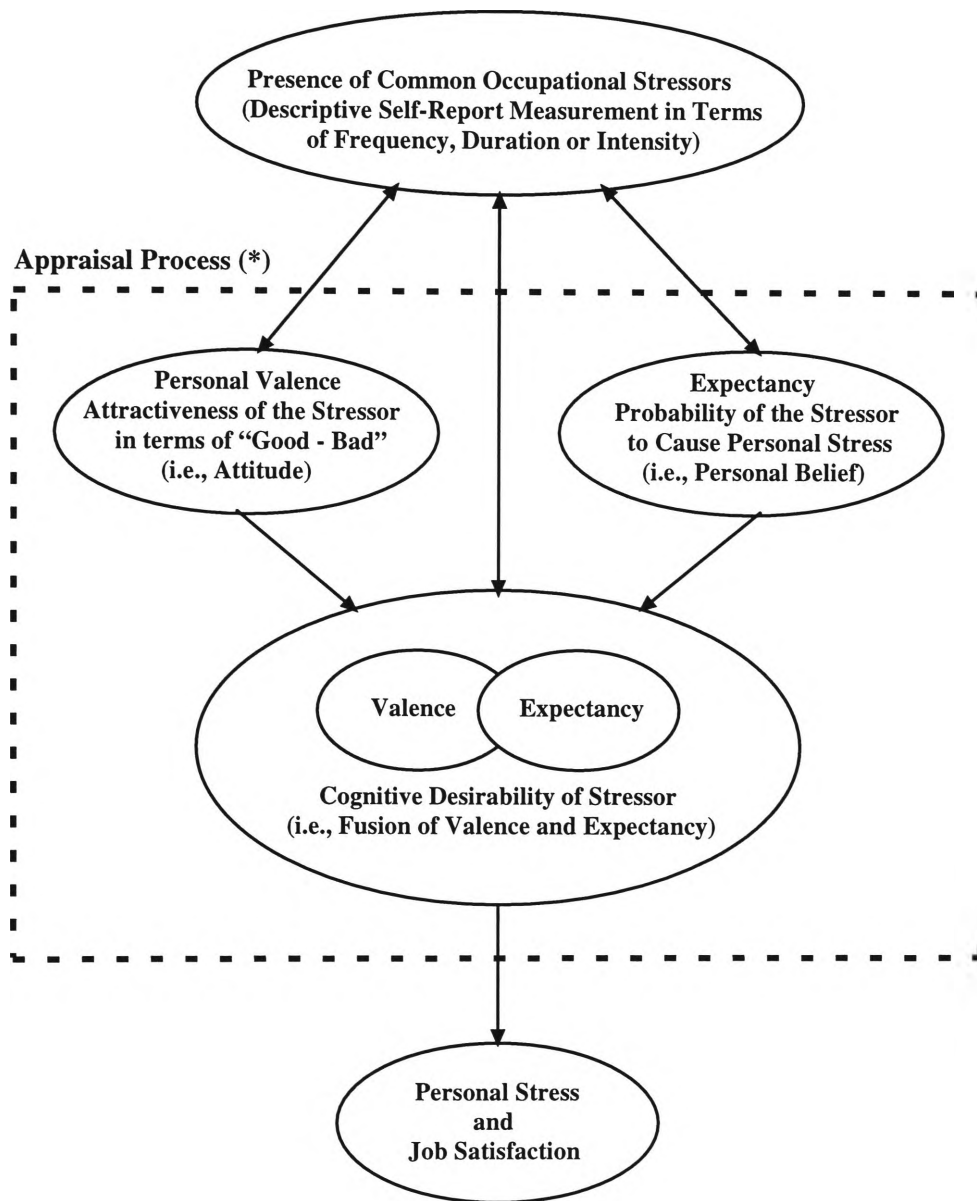 Presence of Common Occupational Stressors
(Descriptive Self-Report Measurement in Terms
of Frequency, Duration or Intensity)
Appraisal Process (*)
Personal Valence
Attractiveness of the Stressor
in terms of “Good - Bad”
(i.e., Attitude)
Expectancy
Probability of the Stressor
to Cause Personal Stress
(i.e., Personal Belief)
Valence
Expectancy
Cognitive Desirability of Stressor
(i.e., Fusion of Valence and Expectancy)
Personal Stress
and
Job Satisfaction